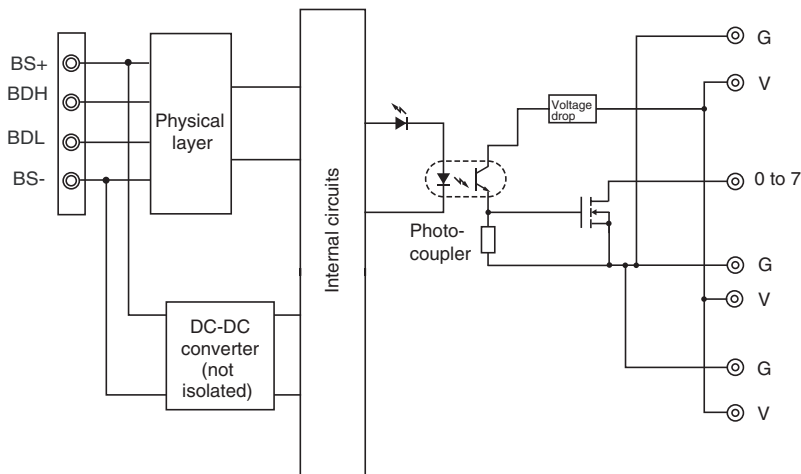 BS+
BDH
BDL
BS-
Physical
layer
DC-DC
converter
(not
isolated)
Internal circuits
Photo-
coupler
Voltage
drop
G
V
0 to 7
G
V
G
V